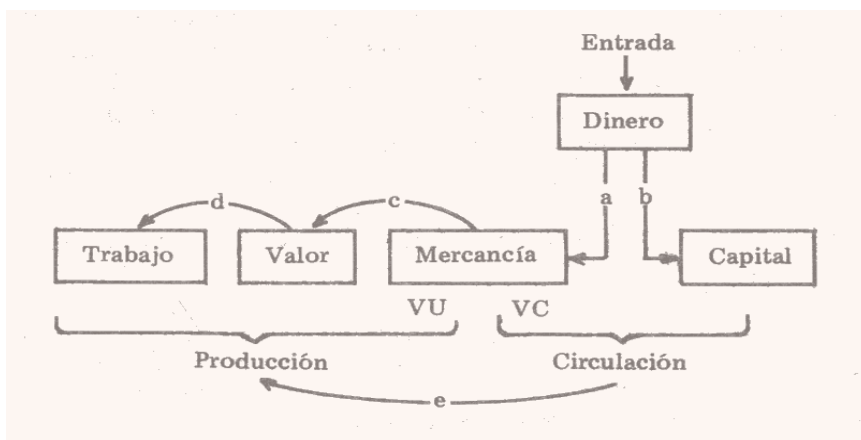 Entrada
Dinero
a b
d c
Trabajo Valor Mercancía Capital
VU VC
Producción Circulación
e